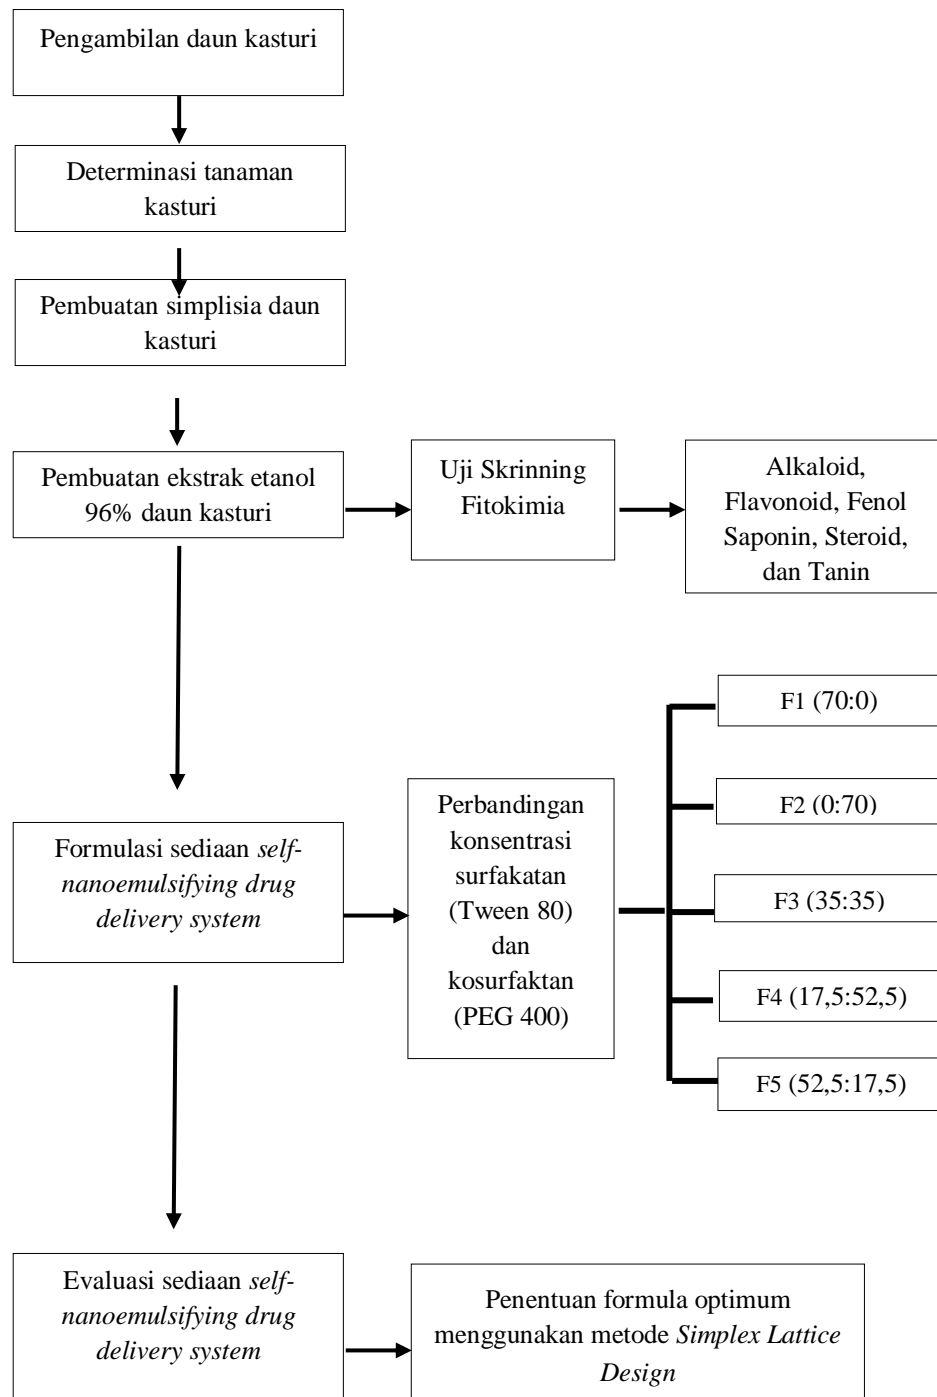 Pengambilan daun kasturi
Determinasi tanaman
kasturi
Pembuatan simplisia daun
kasturi
Pembuatan ekstrak etanol
96% daun kasturi
Uji Skrinning
Fitokimia
Alkaloid,
Flavonoid, Fenol
Saponin, Steroid,
dan Tanin
Formulasi sediaan self-
nanoemulsifying drug
delivery system
Perbandingan
konsentrasi
surfakatan
(Tween 80)
dan
kosurfaktan
(PEG 400)
F1 (70:0)
F2 (0:70)
F3 (35:35)
F4 (17,5:52,5)
F5 (52,5:17,5)
Evaluasi sediaan self-
nanoemulsifying drug
delivery system
Penentuan formula optimum
menggunakan metode Simplex Lattice
Design